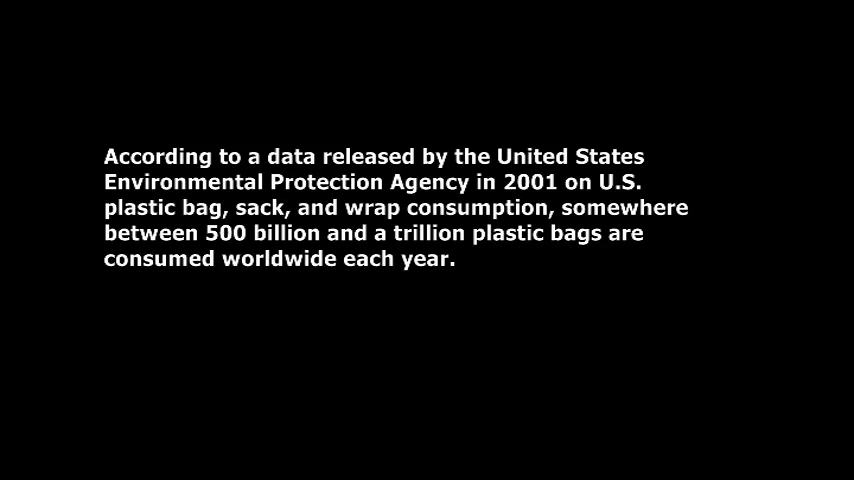 According to a data released by the United States
Environmental Protection Agency in 2001 on U.S.
plastic bag, sack, and wrap consumption, somewhere
between 500 billion and a trillion plastic bags are
consumed worldwide each year.